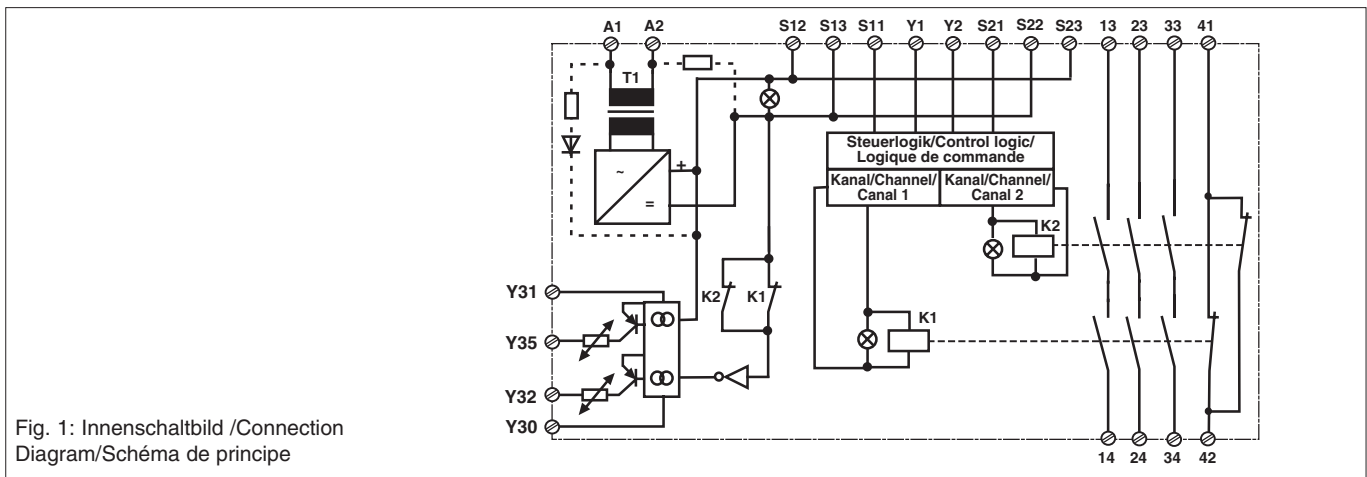 A1 A2 S12 S13 S11 Y1 Y2 S21 S22 S23 13 23 33 41
T1
Steuerlogik/Control logic/
Logique de commande
+
~
=
Kanal/Channel/
Canal 1
Kanal/Channel/
Canal 2
K2
Y31
K2 K1
K1
Y35
Y32
Y30
14 24 34 42
Fig. 1: Innenschaltbild /Connection
Diagram/Schéma de principe